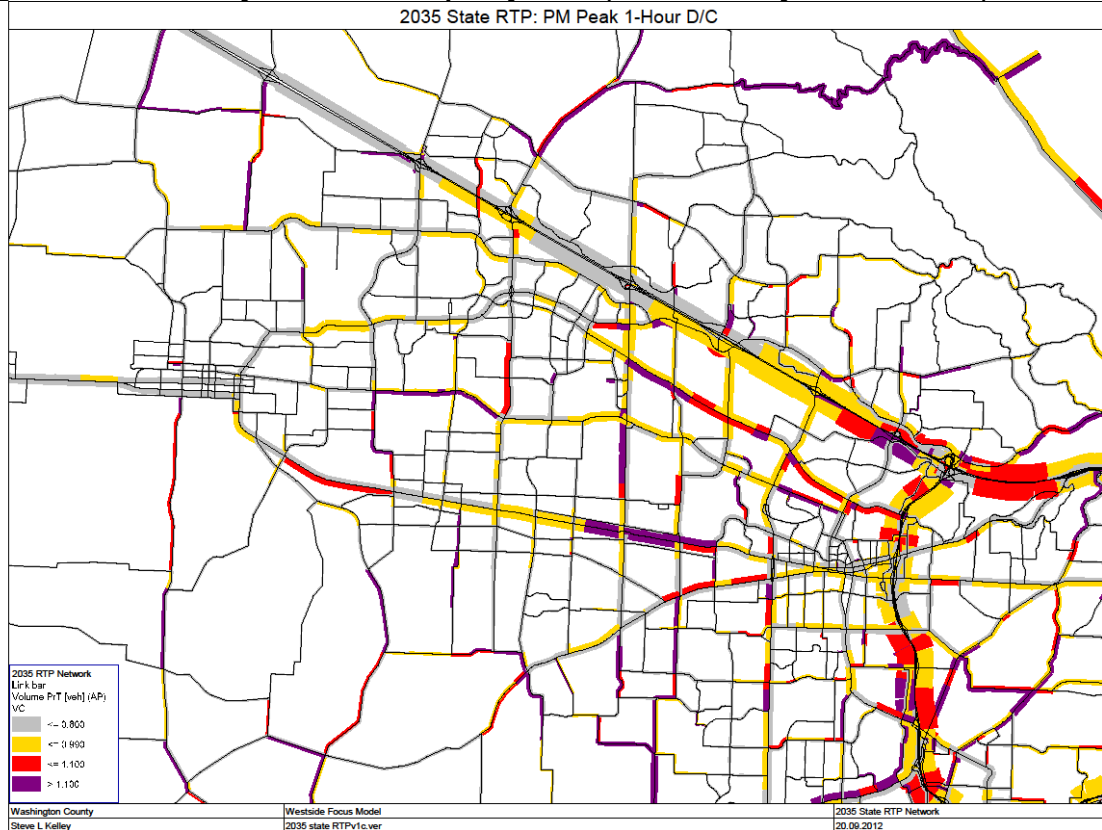 2035 State RTP: PM Peak 1-Hour D/C
2035 RTP Network
Link bar
Volume PrT [veh] (AP)
VC
<= 0.800
<= 0.990
<= 1.100
> 1.100
Washington County
Westside Focus Model
2035 State RTP Network
Steve L Kelley
2035 state RTPv1c.ver
20.09.2012